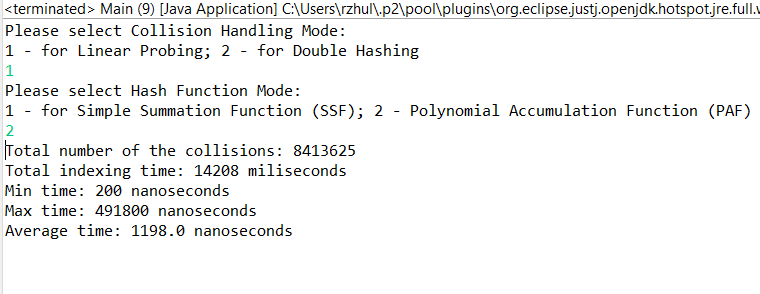 <terminated> Main (9) [Java Application] C:\Users\rzhul\.p2\pool\plugins\org.eclipse.justj.openjdk.hotspot.jre.full.w
Please select Collision Handling Mode:
1 - for Linear Probing; 2 - for Double Hashing
1
Please select Hash Function Mode:
1 - for Simple Summation Function (SSF); 2 - Polynomial Accumulation Function (PAF)
2
Total number of the collisions: 8413625
Total indexing time: 14208 miliseconds
Min time: 200 nanoseconds
Max time: 491800 nanoseconds
Average time: 1198.0 nanoseconds